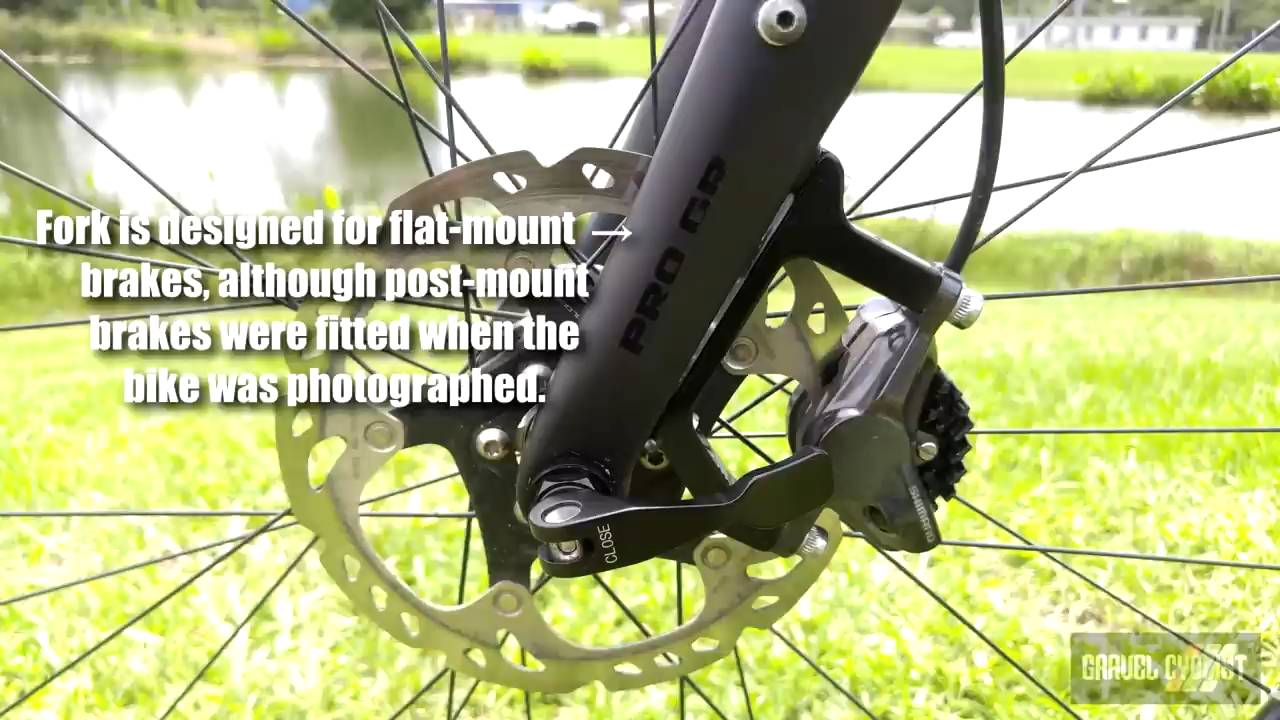 Fork is designed for flat-mount →
brakes, although post-mount
brakes were fitted when the
bike was photographed.
PRO GR
CLOSE
SHIMANO
GRAVEL CYCLIST